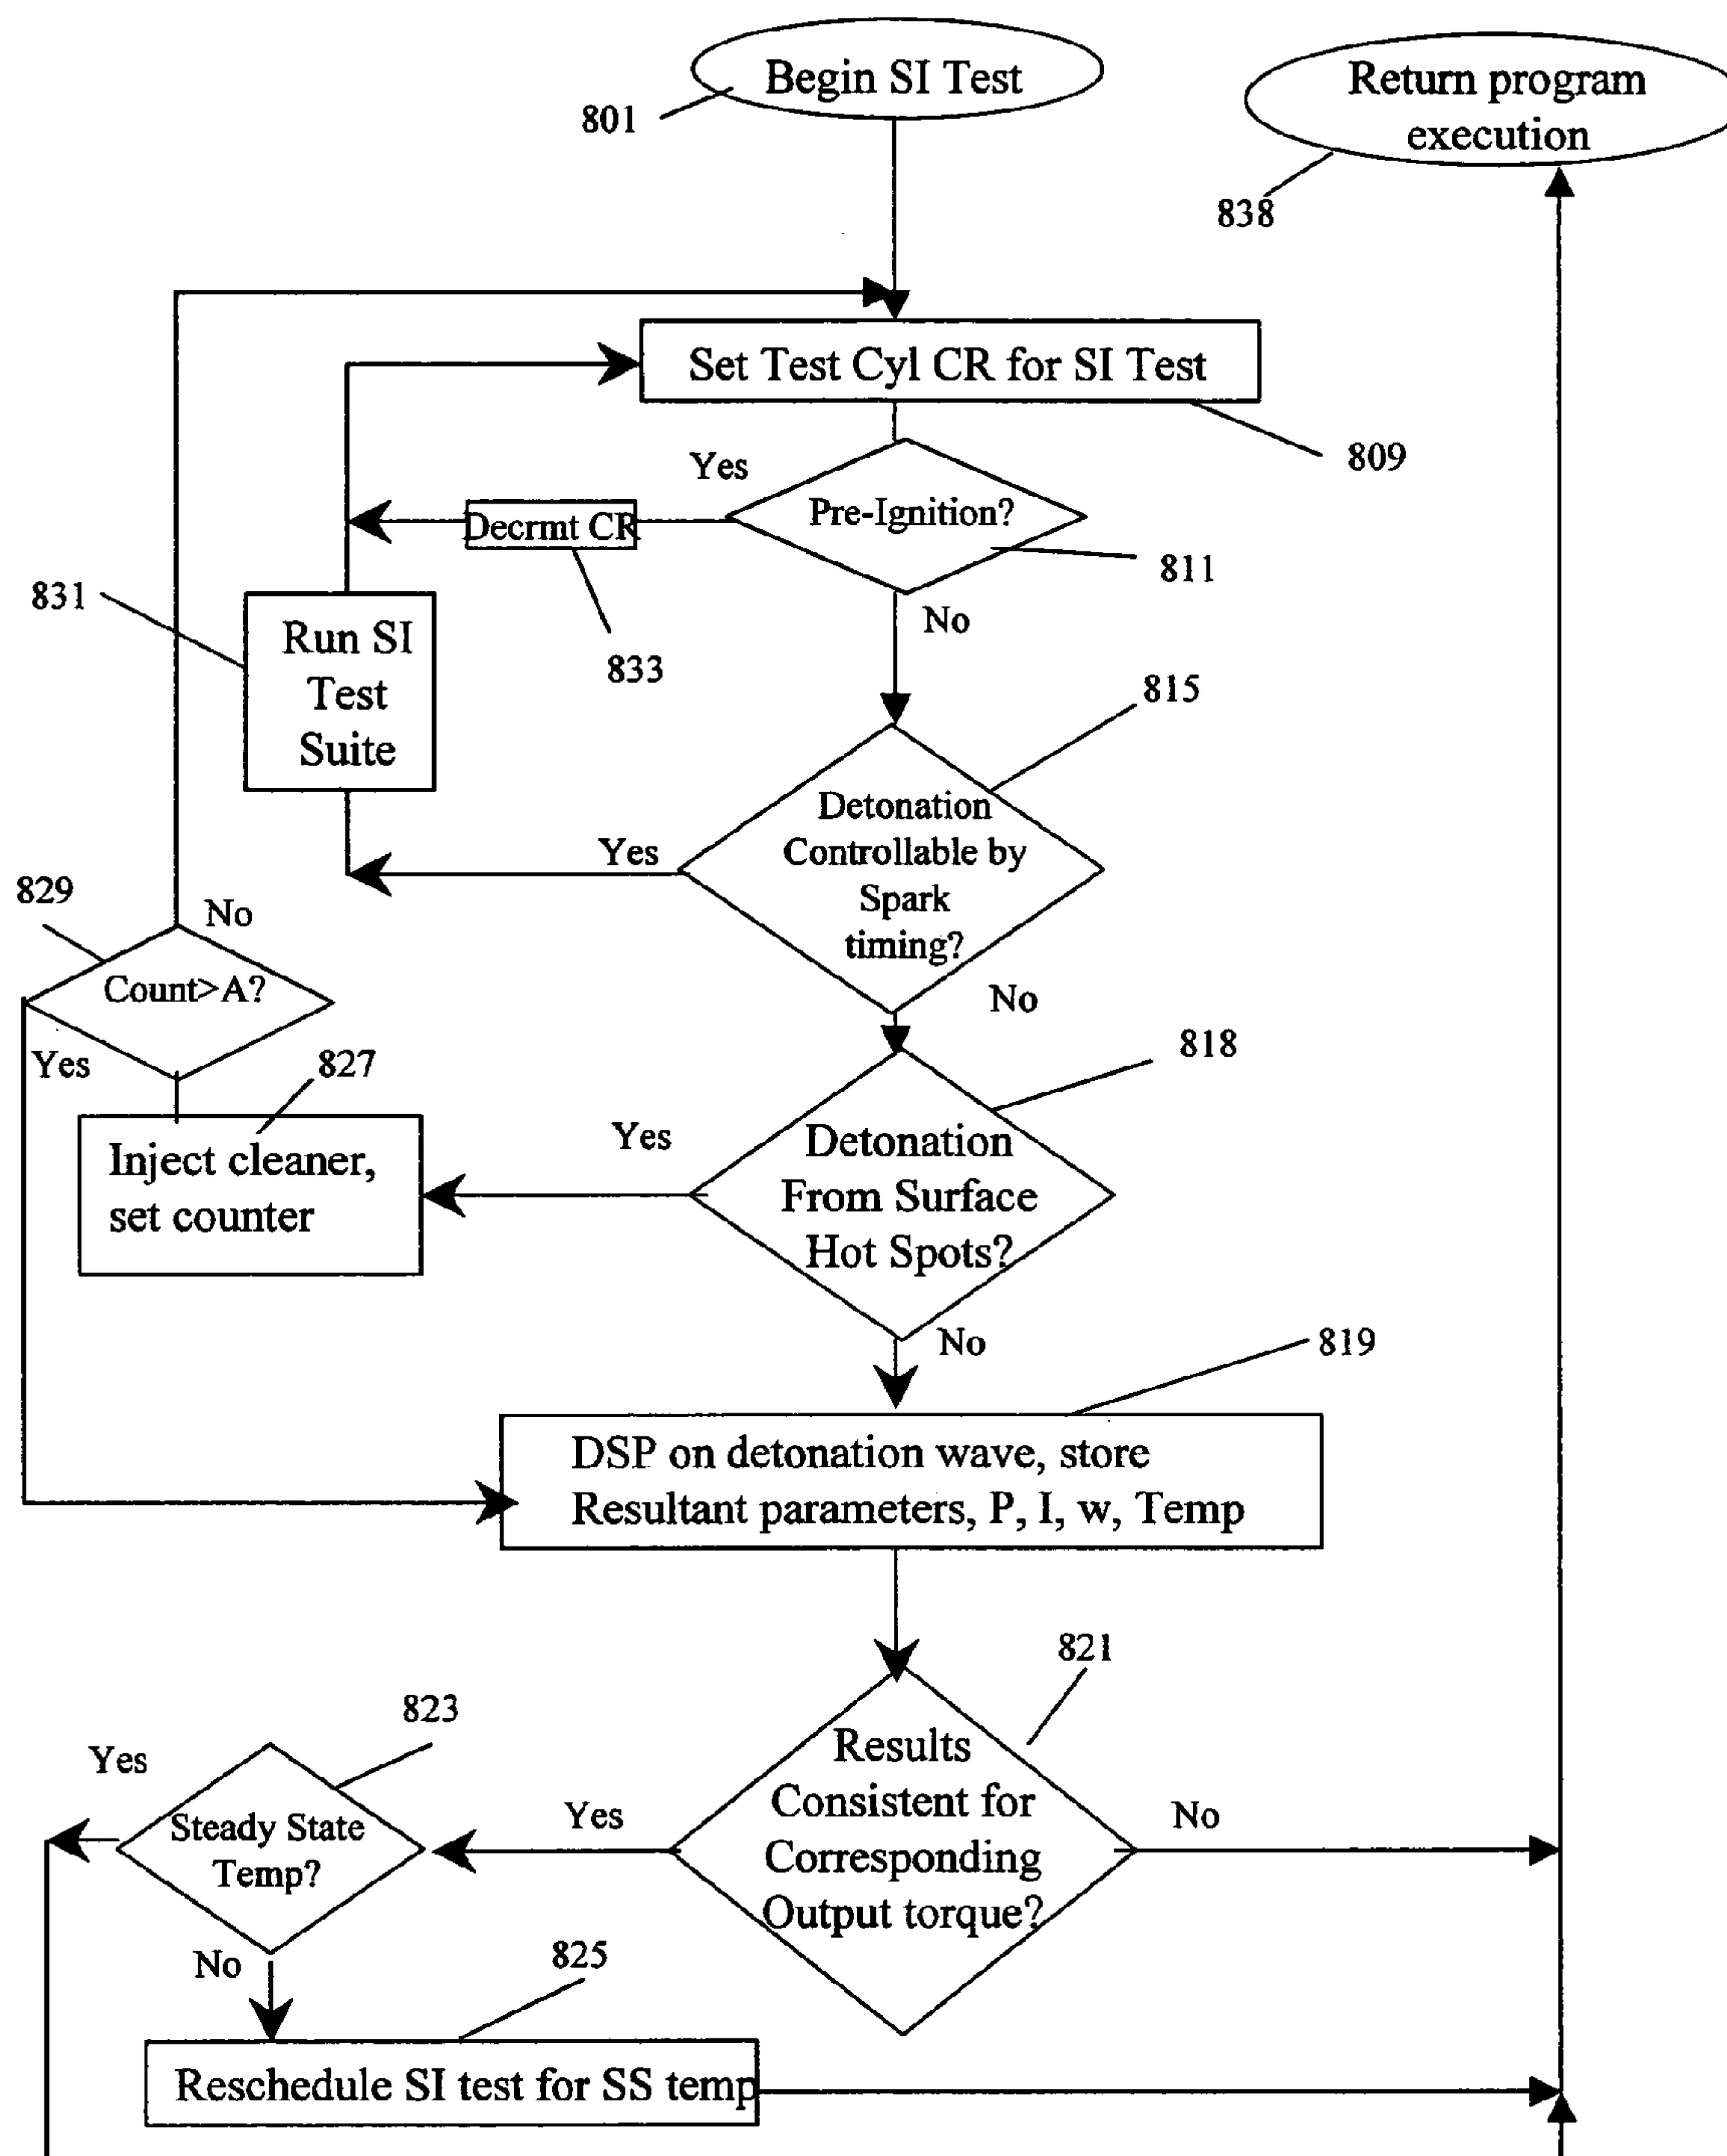 Begin SI Test
801
Return program
execution
838
Set Test Cyl CR for SI Test
809
Yes
Pre-Ignition?
811
Decrmt CR
833
No
831
Run SI
Test
Suite
815
Detonation
Controllable by
Spark
timing?
Yes
No
829
No
Count>A?
Yes
827
Inject cleaner,
set counter
818
Yes
Detonation
From Surface
Hot Spots?
No
819
DSP on detonation wave, store
Resultant parameters, P, I, w, Temp
821
Results
Consistent for
Corresponding
Output torque?
Yes
No
823
Yes
Steady State
Temp?
No
825
Reschedule SI test for SS temp